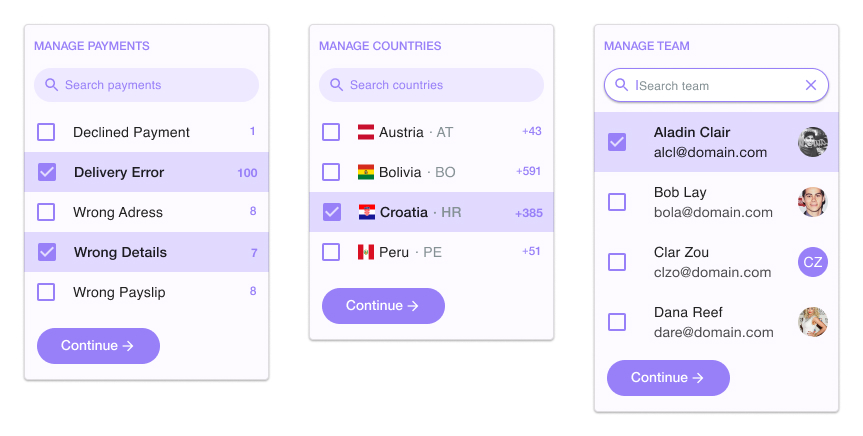 MANAGE PAYMENTS
Search payments
Declined Payment 1
Delivery Error 100
Wrong Adress 8
Wrong Details 7
Wrong Payslip 8
Continue →
MANAGE COUNTRIES
Search countries
Austria · AT +43
Bolivia · BO +591
Croatia · HR +385
Peru · PE +51
Continue →
MANAGE TEAM
Search team
Aladin Clair
alcl@domain.com
Bob Lay
bola@domain.com
Clar Zou
clzo@domain.com
CZ
Dana Reef
dare@domain.com
Continue →